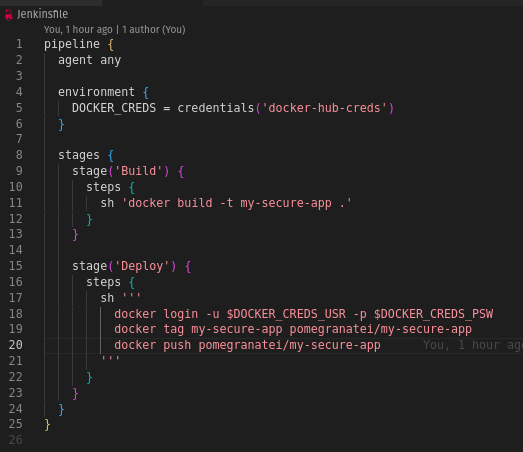 Jenkinsfile
You, 1 hour ago | 1 author (You)
1 pipeline {
2   agent any
3
4   environment {
5     DOCKER_CREDS = credentials('docker-hub-creds')
6   }
7
8   stages {
9     stage('Build') {
10       steps {
11         sh 'docker build -t my-secure-app .'
12       }
13     }
14
15     stage('Deploy') {
16       steps {
17         sh '''
18           docker login -u $DOCKER_CREDS_USR -p $DOCKER_CREDS_PSW
19           docker tag my-secure-app pomegranatei/my-secure-app
20           docker push pomegranatei/my-secure-app You, 1 hour ago
21         '''
22       }
23     }
24   }
25 }
26